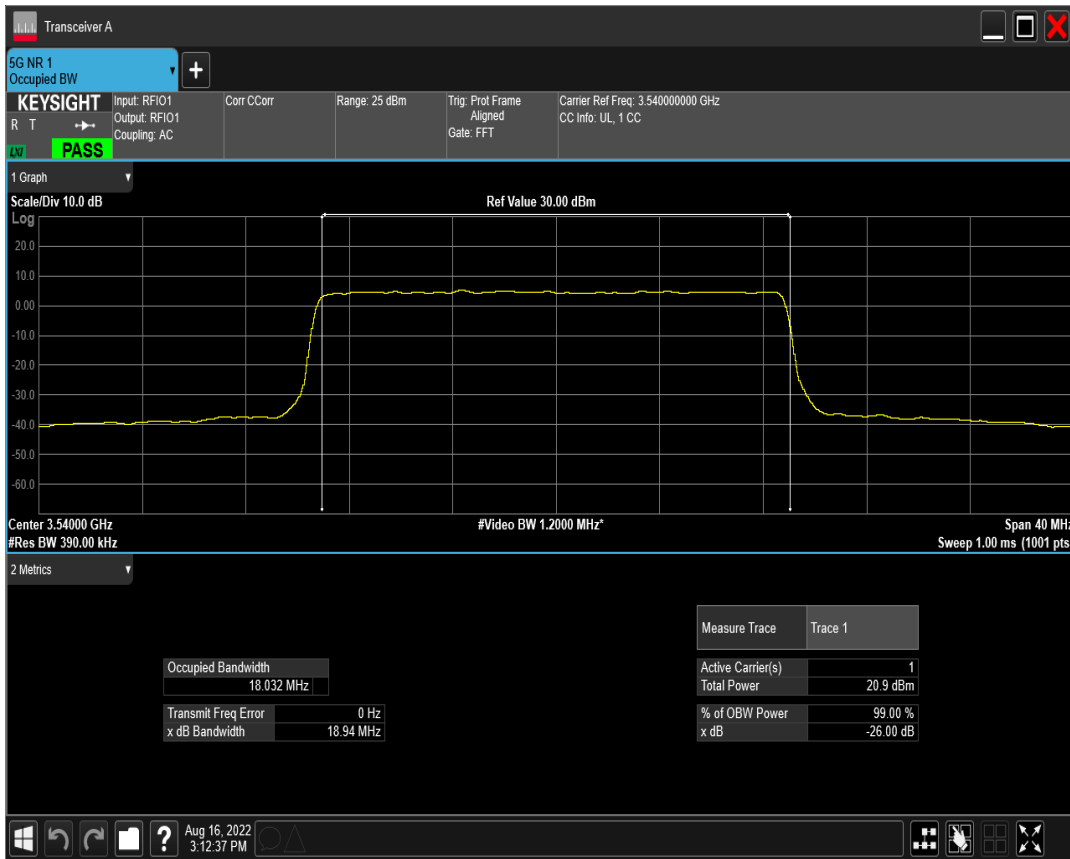 Transceiver A
5G NR 1
Occupied BW
+
KEYSIGHT
R T
LXI
PASS
Input: RFIO1
Output: RFIO1
Coupling: AC
Corr CCorr
Range: 25 dBm
Trig: Prot Frame
Aligned
Gate: FFT
Carrier Ref Freq: 3.540000000 GHz
CC Info: UL, 1 CC
1 Graph
Scale/Div 10.0 dB
Ref Value 30.00 dBm
Log
20.0
10.0
0.00
-10.0
-20.0
-30.0
-40.0
-50.0
-60.0
Center 3.54000 GHz
#Video BW 1.2000 MHz*
Span 40 MHz
#Res BW 390.00 kHz
Sweep 1.00 ms (1001 pts
2 Metrics
Measure Trace Trace 1
Occupied Bandwidth
18.032 MHz
Transmit Freq Error 0 Hz
x dB Bandwidth 18.94 MHz
Active Carrier(s) 1
Total Power 20.9 dBm
% of OBW Power 99.00 %
x dB -26.00 dB
?
Aug 16, 2022
3:12:37 PM